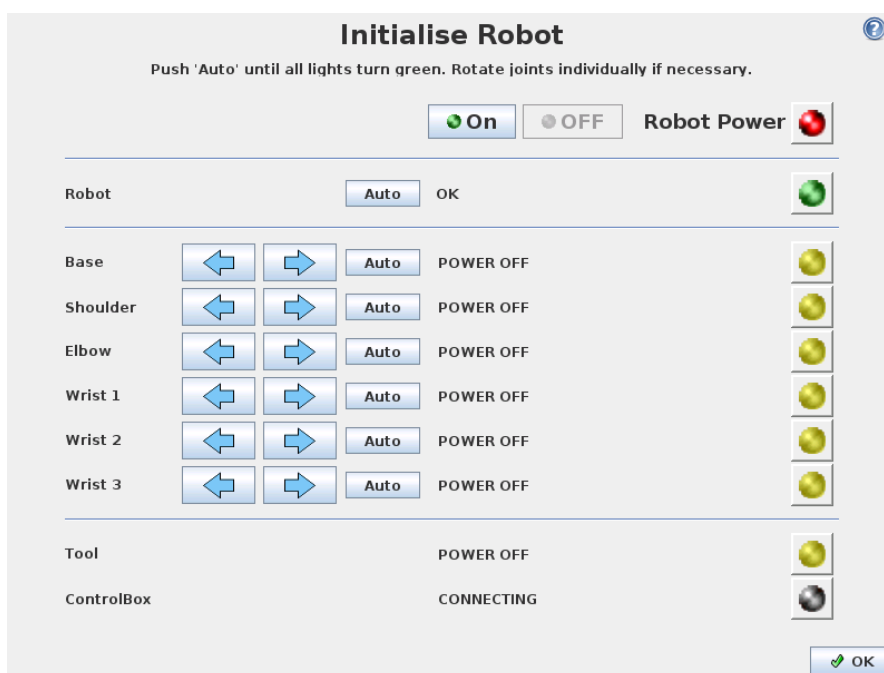 Initialise Robot
?
Push 'Auto' until all lights turn green. Rotate joints individually if necessary.
On OFF Robot Power
Robot Auto OK
Base Auto POWER OFF
Shoulder Auto POWER OFF
Elbow Auto POWER OFF
Wrist 1 Auto POWER OFF
Wrist 2 Auto POWER OFF
Wrist 3 Auto POWER OFF
Tool POWER OFF
ControlBox CONNECTING
OK